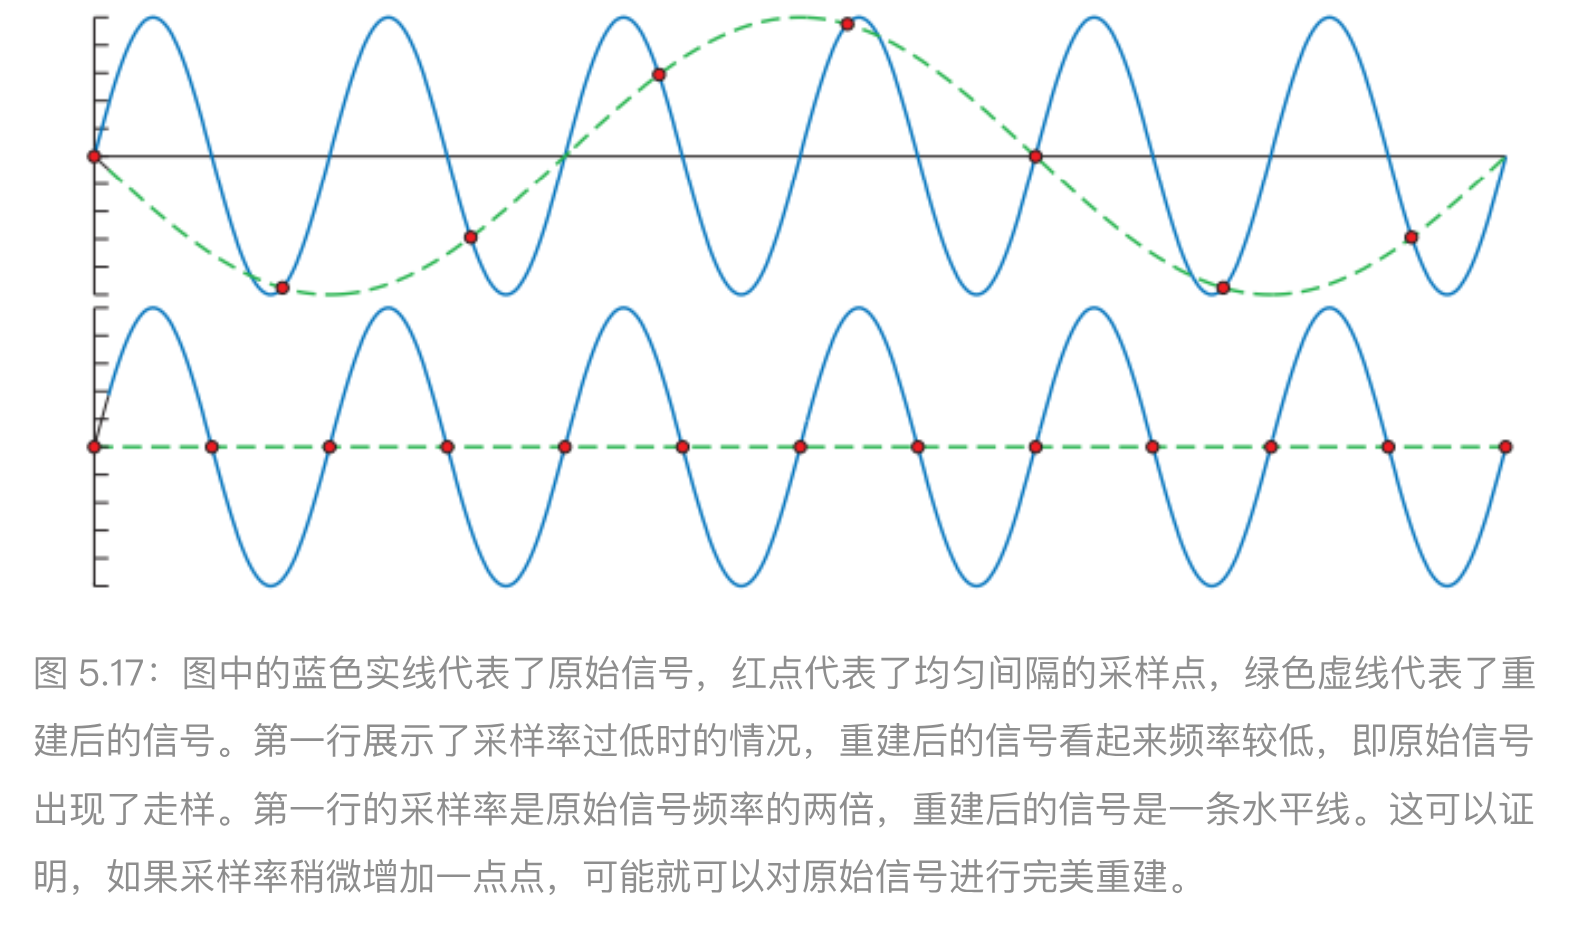 图 5.17：图中的蓝色实线代表了原始信号，红点代表了均匀间隔的采样点，绿色虚线代表了重
建后的信号。第一行展示了采样率过低时的情况，重建后的信号看起来频率较低，即原始信号
出现了走样。第一行的采样率是原始信号频率的两倍，重建后的信号是一条水平线。这可以证
明，如果采样率稍微增加一点点，可能就可以对原始信号进行完美重建。